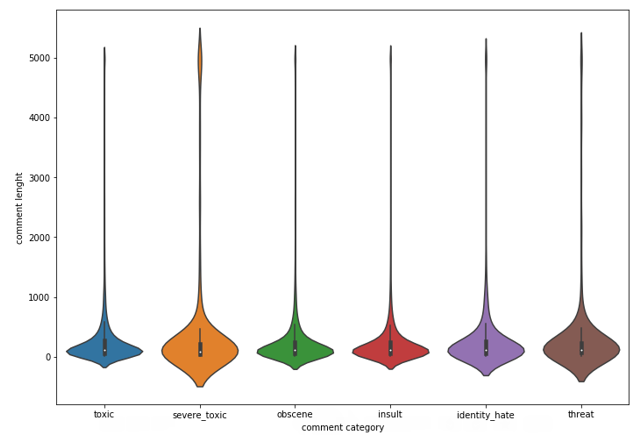 5000
4000
3000
2000
1000
0
comment lenght
toxic severe_toxic obscene insult identity_hate threat
comment category